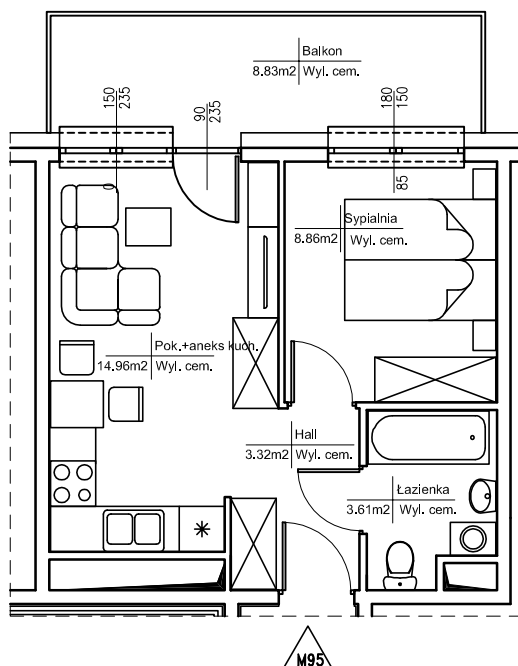 Balkon
8.83m2 Wyl. cem.
150
235
90
235
180
150
0
85
Sypialnia
8.86m2 Wyl. cem.
Pok.+aneks kuch.
14.96m2 Wyl. cem.
Hall
3.32m2 Wyl. cem.
Łazienka
3.61m2 Wyl. cem.
M95